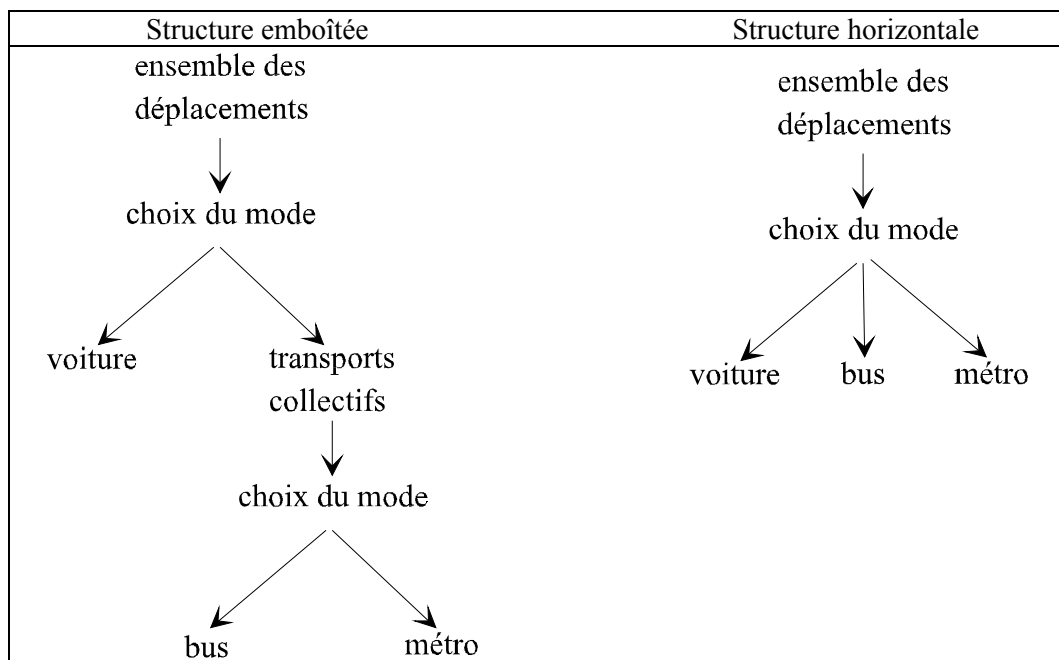 Structure emboîtée
ensemble des
déplacements
choix du mode
voiture
transports
collectifs
choix du mode
bus
métro
Structure horizontale
ensemble des
déplacements
choix du mode
voiture
bus
métro